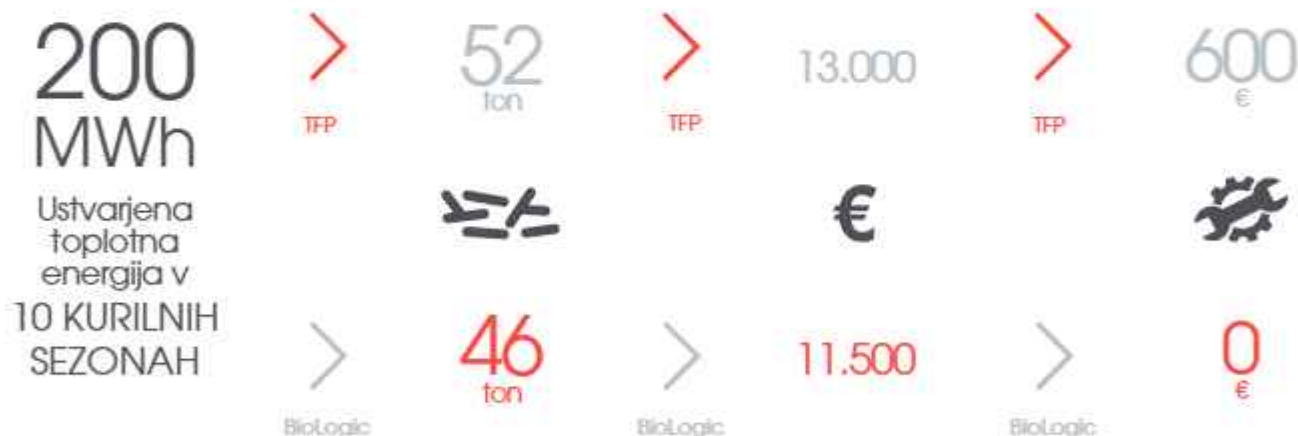 200
MWh
Ustvarjena
toplotna
energija v
10 KURILNIH
SEZONAH
TFP
52
ton
TFP
13.000
TFP
600
€
€
BioLogic
46
ton
BioLogic
11.500
BioLogic
0
€